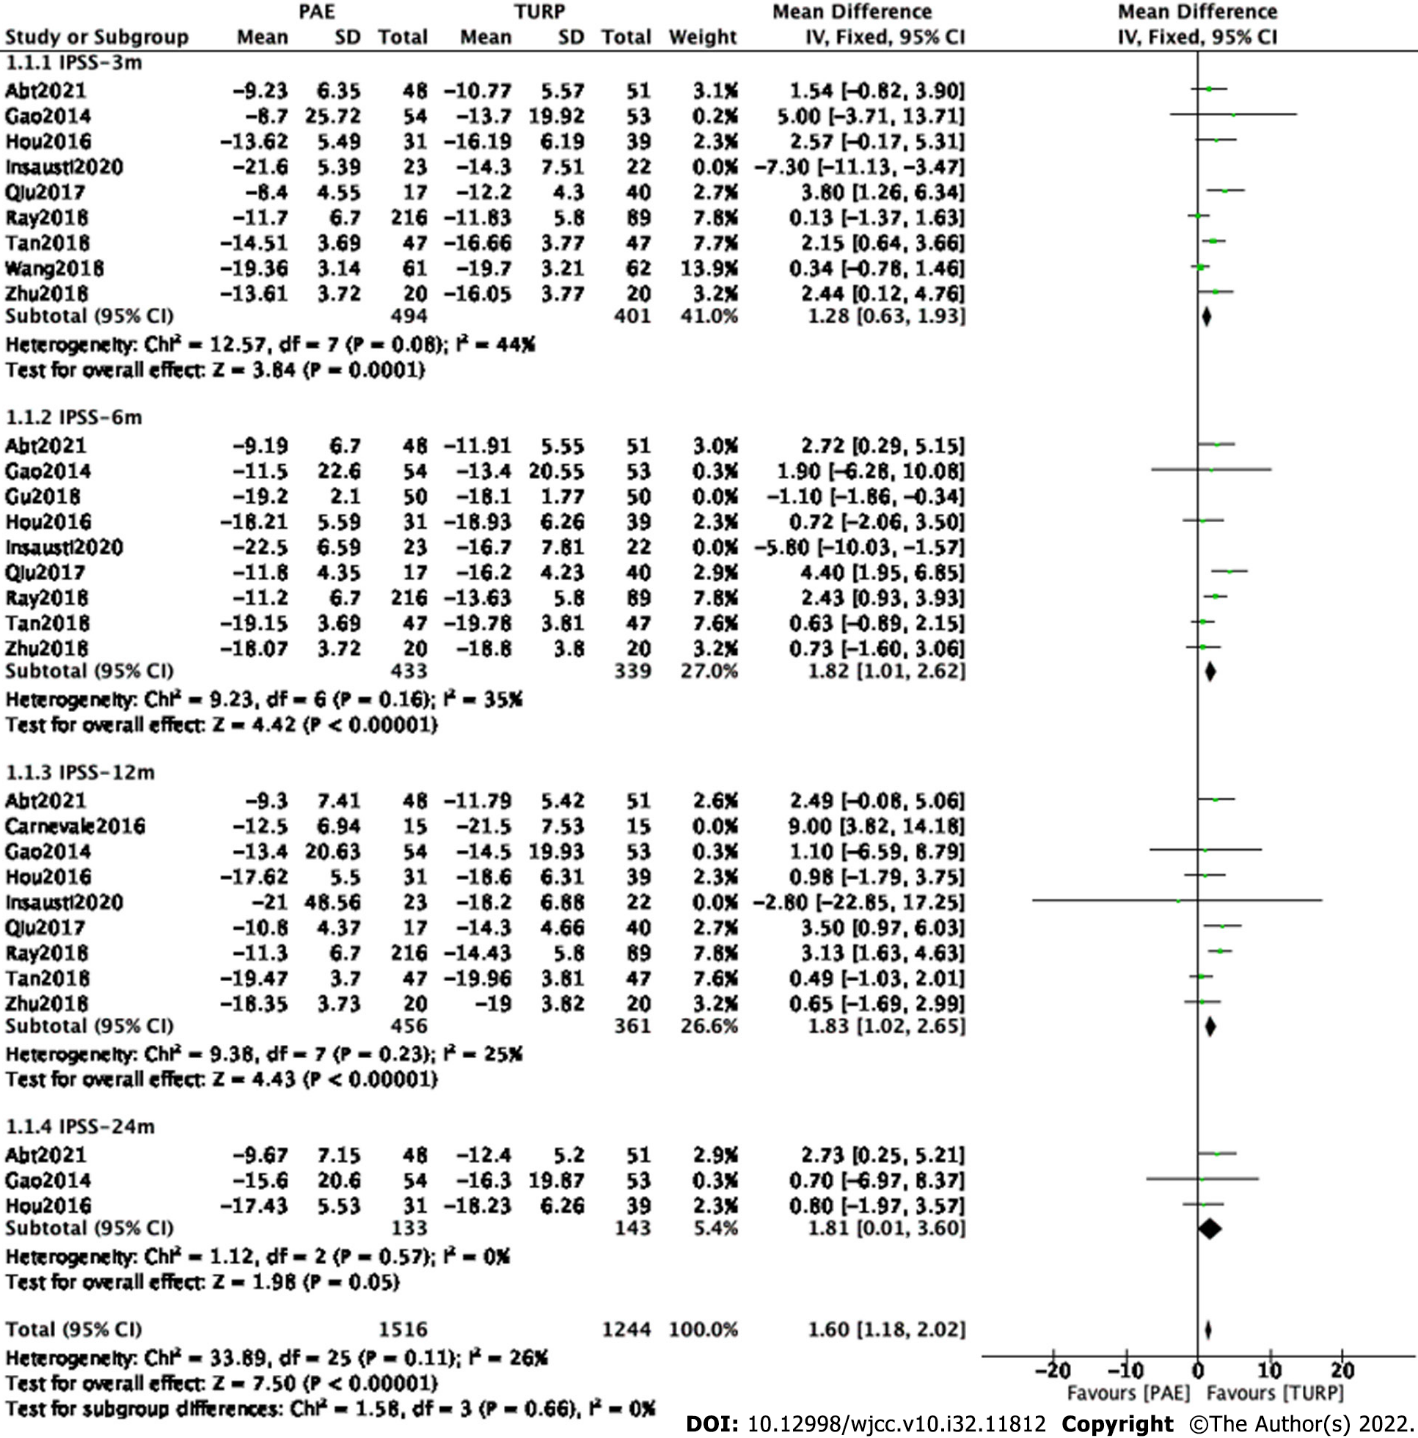 PAE TURP Mean Difference Mean Difference
Study or Subgroup Mean SD Total Mean SD Total Weight IV, Fixed, 95% CI IV, Fixed, 95% CI
1.1.1 IPSS-3m
Abt2021 -9.23 6.35 48 -10.77 5.57 51 3.1% 1.54 [-0.82, 3.90]
Gao2014 -8.7 25.72 54 -13.7 19.92 53 0.2% 5.00 [-3.71, 13.71]
Hou2016 -13.62 5.49 31 -16.19 6.19 39 2.3% 2.57 [-0.17, 5.31]
Insausti2020 -21.6 5.39 23 -14.3 7.51 22 0.0% -7.30 [-11.13, -3.47]
Qiu2017 -8.4 4.55 17 -12.2 4.3 40 2.7% 3.80 [1.26, 6.34]
Ray2018 -11.7 6.7 216 -11.83 5.8 89 7.8% 0.13 [-1.37, 1.63]
Tan2018 -14.51 3.69 47 -16.66 3.77 47 7.7% 2.15 [0.64, 3.66]
Wang2018 -19.36 3.14 61 -19.7 3.21 62 13.9% 0.34 [-0.78, 1.46]
Zhu2018 -13.61 3.72 20 -16.05 3.77 20 3.2% 2.44 [0.12, 4.76]
Subtotal (95% CI) 494 401 41.0% 1.28 [0.63, 1.93]
Heterogeneity: Chi² = 12.57, df = 7 (P = 0.08); I² = 44%
Test for overall effect: Z = 3.84 (P = 0.0001)
1.1.2 IPSS-6m
Abt2021 -9.19 6.7 48 -11.91 5.55 51 3.0% 2.72 [0.29, 5.15]
Gao2014 -11.5 22.6 54 -13.4 20.55 53 0.3% 1.90 [-6.28, 10.08]
Gu2018 -19.2 2.1 50 -18.1 1.77 50 0.0% -1.10 [-1.86, -0.34]
Hou2016 -18.21 5.59 31 -18.93 6.26 39 2.3% 0.72 [-2.06, 3.50]
Insausti2020 -22.5 6.59 23 -16.7 7.81 22 0.0% -5.80 [-10.03, -1.57]
Qiu2017 -11.8 4.35 17 -16.2 4.23 40 2.9% 4.40 [1.95, 6.85]
Ray2018 -11.2 6.7 216 -13.63 5.8 89 7.8% 2.43 [0.93, 3.93]
Tan2018 -19.15 3.69 47 -19.78 3.81 47 7.6% 0.63 [-0.89, 2.15]
Zhu2018 -18.07 3.72 20 -18.8 3.8 20 3.2% 0.73 [-1.60, 3.06]
Subtotal (95% CI) 433 339 27.0% 1.82 [1.01, 2.62]
Heterogeneity: Chi² = 9.23, df = 6 (P = 0.16); I² = 35%
Test for overall effect: Z = 4.42 (P < 0.00001)
1.1.3 IPSS-12m
Abt2021 -9.3 7.41 48 -11.79 5.42 51 2.6% 2.49 [-0.08, 5.06]
Carnevale2016 -12.5 6.94 15 -21.5 7.53 15 0.0% 9.00 [3.82, 14.18]
Gao2014 -13.4 20.63 54 -14.5 19.93 53 0.3% 1.10 [-6.59, 8.79]
Hou2016 -17.62 5.5 31 -18.6 6.31 39 2.3% 0.98 [-1.79, 3.75]
Insausti2020 -21 48.56 23 -18.2 6.88 22 0.0% -2.80 [-22.85, 17.25]
Qiu2017 -10.8 4.37 17 -14.3 4.66 40 2.7% 3.50 [0.97, 6.03]
Ray2018 -11.3 6.7 216 -14.43 5.8 89 7.8% 3.13 [1.63, 4.63]
Tan2018 -19.47 3.7 47 -19.96 3.81 47 7.6% 0.49 [-1.03, 2.01]
Zhu2018 -18.35 3.73 20 -19 3.82 20 3.2% 0.65 [-1.69, 2.99]
Subtotal (95% CI) 456 361 26.6% 1.83 [1.02, 2.65]
Heterogeneity: Chi² = 9.38, df = 7 (P = 0.23); I² = 25%
Test for overall effect: Z = 4.43 (P < 0.00001)
1.1.4 IPSS-24m
Abt2021 -9.67 7.15 48 -12.4 5.2 51 2.9% 2.73 [0.25, 5.21]
Gao2014 -15.6 20.6 54 -16.3 19.87 53 0.3% 0.70 [-6.97, 8.37]
Hou2016 -17.43 5.53 31 -18.23 6.26 39 2.3% 0.80 [-1.97, 3.57]
Subtotal (95% CI) 133 143 5.4% 1.81 [0.01, 3.60]
Heterogeneity: Chi² = 1.12, df = 2 (P = 0.57); I² = 0%
Test for overall effect: Z = 1.98 (P = 0.05)
Total (95% CI) 1516 1244 100.0% 1.60 [1.18, 2.02]
Heterogeneity: Chi² = 33.89, df = 25 (P = 0.11); I² = 26%
Test for overall effect: Z = 7.50 (P < 0.00001)
Test for subgroup differences: Chi² = 1.58, df = 3 (P = 0.66), I² = 0%
-20 -10 0 10 20
Favours [PAE] Favours [TURP]
DOI: 10.12998/wjcc.v10.i32.11812 Copyright ©The Author(s) 2022.